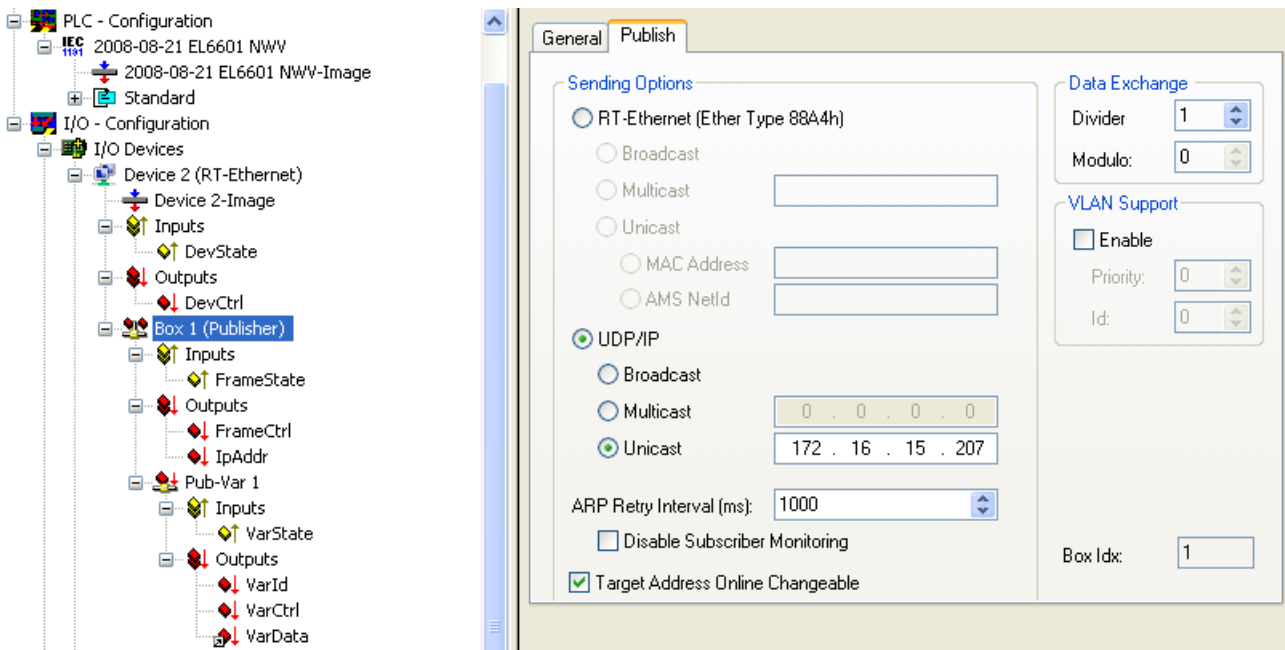 PLC - Configuration
IEC
1131
2008-08-21 EL6601 NWV
2008-08-21 EL6601 NWV-Image
Standard
I/O - Configuration
I/O Devices
Device 2 (RT-Ethernet)
Device 2-Image
Inputs
DevState
Outputs
DevCtrl
Box 1 (Publisher)
Inputs
FrameState
Outputs
FrameCtrl
IpAddr
Pub-Var 1
Inputs
VarState
Outputs
VarId
VarCtrl
VarData
General Publish
Sending Options
RT-Ethernet (Ether Type 88A4h)
Broadcast
Multicast
Unicast
MAC Address
AMS NetId
UDP/IP
Broadcast
Multicast 0 . 0 . 0 . 0
Unicast 172 . 16 . 15 . 207
ARP Retry Interval (ms): 1000
Disable Subscriber Monitoring
Target Address Online Changeable
Data Exchange
Divider 1
Modulo: 0
VLAN Support
Enable
Priority: 0
Id: 0
Box Idx: 1